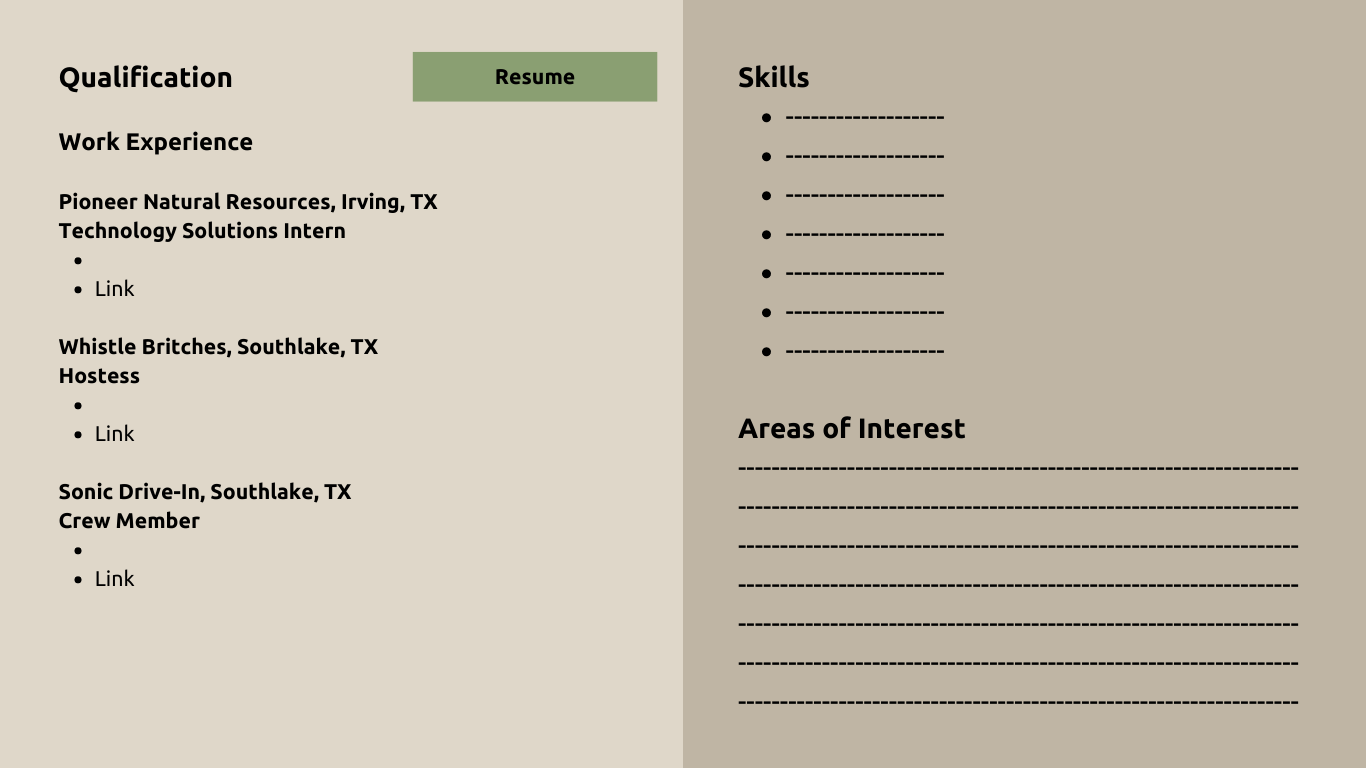 Qualification
Resume
Work Experience
Pioneer Natural Resources, Irving, TX
Technology Solutions Intern
•
• Link
Whistle Britches, Southlake, TX
Hostess
•
• Link
Sonic Drive-In, Southlake, TX
Crew Member
•
• Link
Skills
• -------------------
• -------------------
• -------------------
• -------------------
• -------------------
• -------------------
• -------------------
Areas of Interest
-------------------------------------------------------------------
-------------------------------------------------------------------
-------------------------------------------------------------------
-------------------------------------------------------------------
-------------------------------------------------------------------
-------------------------------------------------------------------
-------------------------------------------------------------------